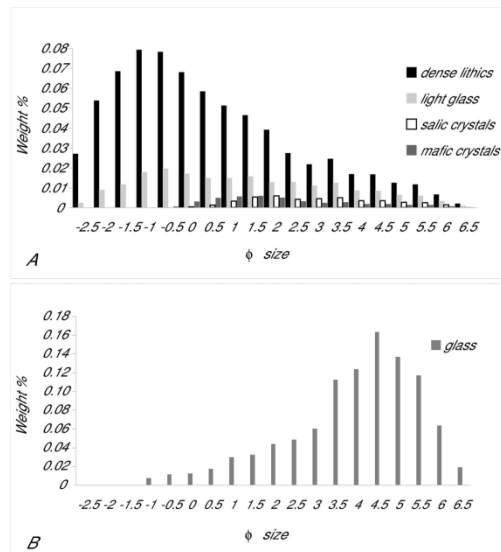 0.08
0.07
0.06
0.05
0.04
0.03
0.02
0.01
0
Weight %
dense lithics
light glass
salic crystals
mafic crystals
-2.5 -2 -1.5 -1 -0.5 0 0.5 1 1.5 2 2.5 3 3.5 4 4.5 5 5.5 6 6.5
A
ϕ size
0.18
0.16
0.14
0.12
0.10
0.08
0.06
0.04
0.02
0
Weight %
glass
-2.5 -2 -1.5 -1 -0.5 0 0.5 1 1.5 2 2.5 3 3.5 4 4.5 5 5.5 6 6.5
B
ϕ size